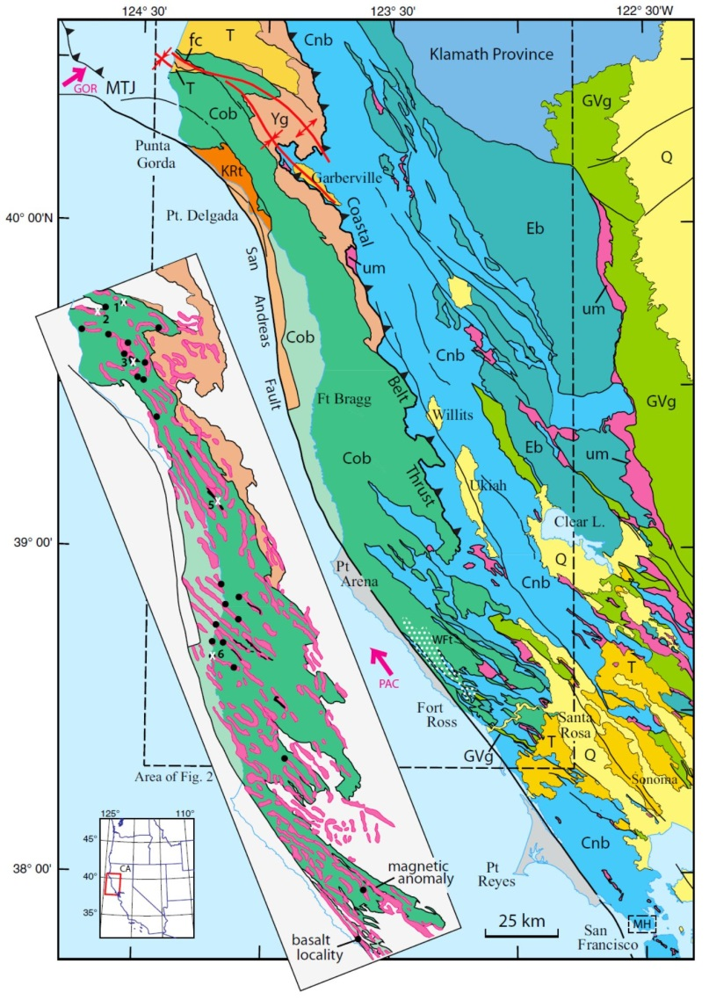 124° 30'
123° 30'
122° 30'W
40° 00'N
39° 00'
38° 00'
T
fc
Cnb
Klamath Province
GOR
MTJ
T
GVg
Cob
Yg
Q
Punta
Gorda
KRt
Garberville
Pt. Delgada
Coastal
Eb
San
um
um
Andreas
Cob
Cnb
Fault
Belt
Ft Bragg
GVg
Willits
Cob
Eb
um
Thrust
Ukiah
Clear L.
Q
Pt
Arena
Cnb
WFt
PAC
T
Fort
Ross
Santa
Rosa
T
GVg
Q
Sonoma
Area of Fig. 2
Cnb
Pt
Reyes
MH
San
Francisco
25 km
1
2
3
5
6
magnetic
anomaly
basalt
locality
125°
110°
45°
CA
40°
35°